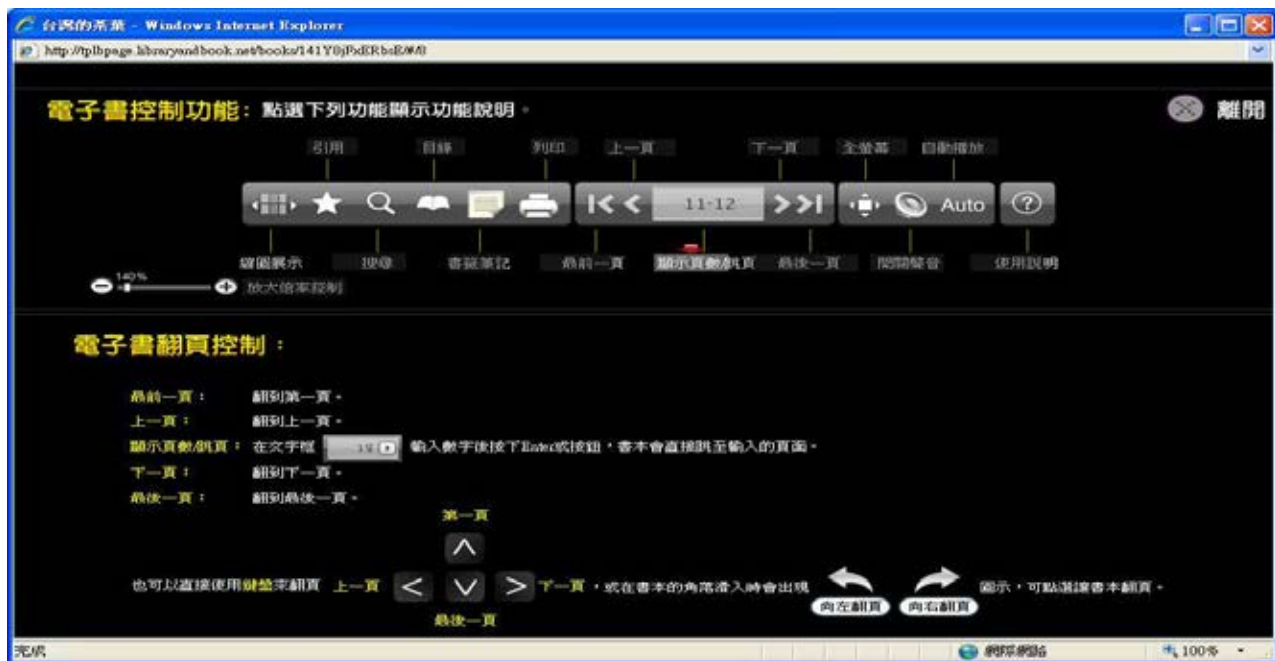 台灣的茶葉 - Windows Internet Explorer
電子書控制功能：點選下列功能顯示功能說明。
離開
引用 目錄 列印 上一頁 下一頁 全螢幕 自動播放
11-12 Auto
縮圖展示 搜尋 書籤筆記 最前一頁 顯示頁數/跳頁 最後一頁 開關聲音 使用說明
140%
放大倍率控制
電子書翻頁控制：
最前一頁： 翻到第一頁。
上一頁： 翻到上一頁。
顯示頁數/跳頁： 在文字框 輸入數字後按下Enter或按鈕，書本會直接跳至輸入的頁面。
下一頁： 翻到下一頁。
最後一頁： 翻到最後一頁。
第一頁
也可以直接使用鍵盤來翻頁 上一頁 下一頁，或在書本的角落滑入時會出現 圖示，可點選讓書本翻頁。
向左翻頁 向右翻頁
最後一頁
完成 網際網路 100%